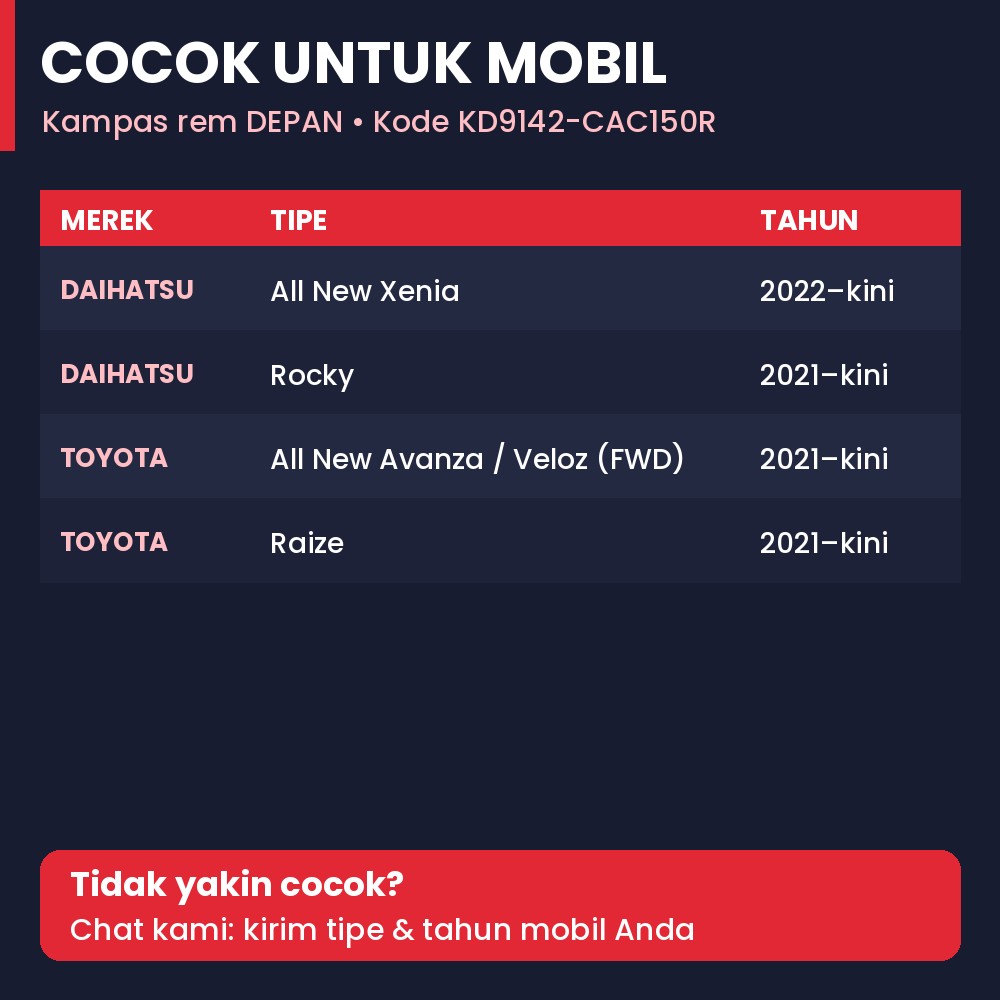 COCOK UNTUK MOBIL
Kampas rem DEPAN • Kode KD9142-CAC150R
MEREK TIPE TAHUN
DAIHATSU All New Xenia 2022–kini
DAIHATSU Rocky 2021–kini
TOYOTA All New Avanza / Veloz (FWD) 2021–kini
TOYOTA Raize 2021–kini
Tidak yakin cocok?
Chat kami: kirim tipe & tahun mobil Anda